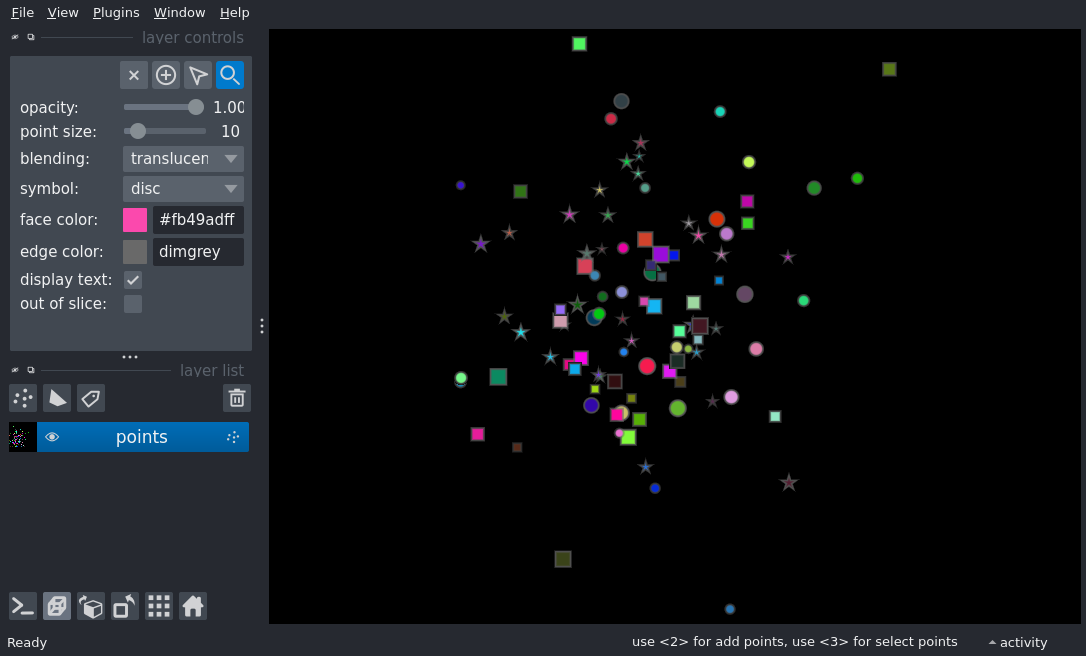 File View Plugins Window Help
layer controls
opacity: 1.00
point size: 10
blending: translucen
symbol: disc
face color: #fb49adff
edge color: dimgrey
display text:
out of slice:
layer list
points
Ready use <2> for add points, use <3> for select points activity